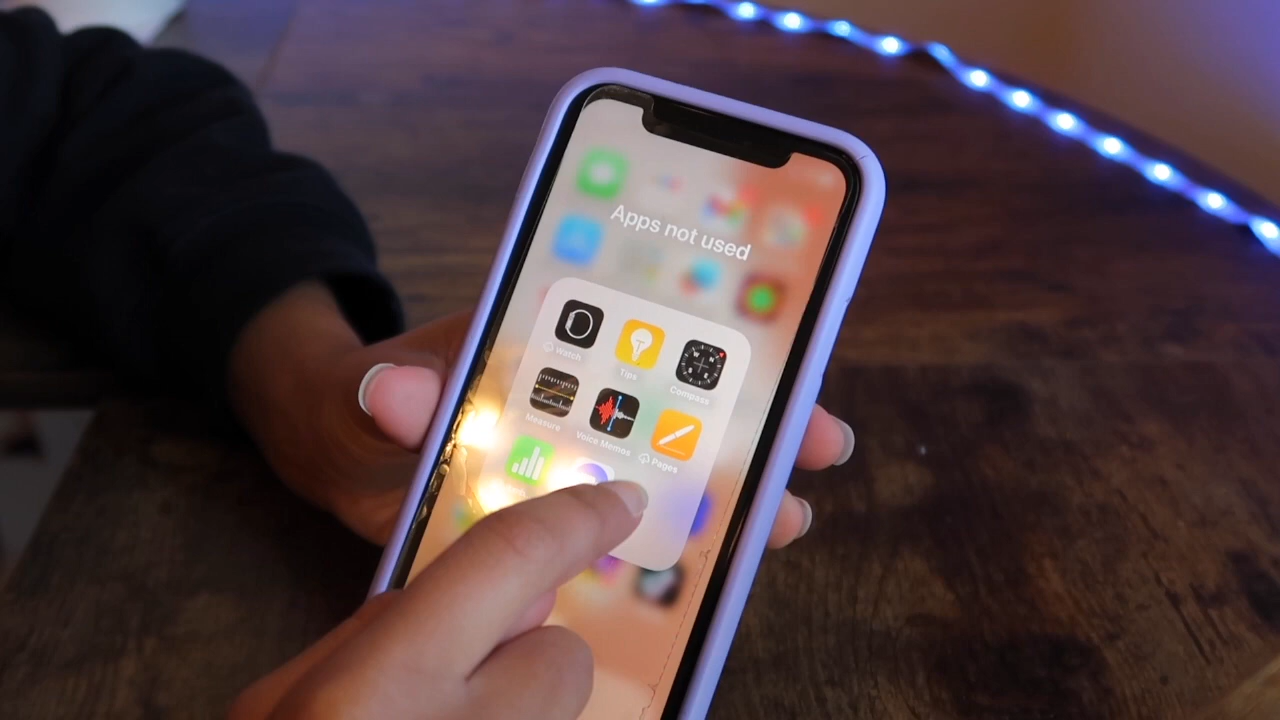 Apps not used
Watch
Tips
Compass
Measure
Voice Memos
Pages